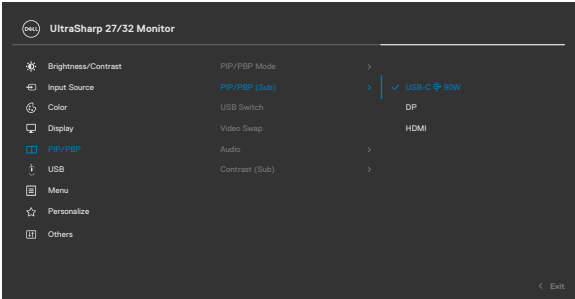 DELL UltraSharp 27/32 Monitor
Brightness/Contrast PIP/PBP Mode
Input Source PIP/PBP (Sub) USB-C 90W
Color USB Switch DP
Display Video Swap HDMI
PIP/PBP Audio
USB Contrast (Sub)
Menu
Personalize
Others
Exit